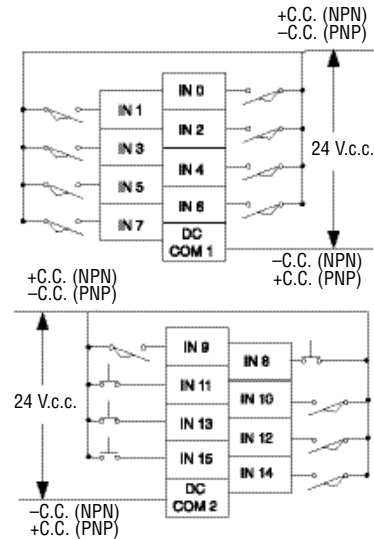 +C.C. (NPN)
–C.C. (PNP)
IN 0
IN 1
IN 2
IN 3
IN 4
IN 5
IN 6
IN 7
DC
COM 1
24 V.c.c.
–C.C. (NPN)
+C.C. (PNP)
+C.C. (NPN)
–C.C. (PNP)
IN 9
IN 8
IN 11
IN 10
24 V.c.c.
IN 13
IN 12
IN 15
IN 14
DC
COM 2
–C.C. (NPN)
+C.C. (PNP)